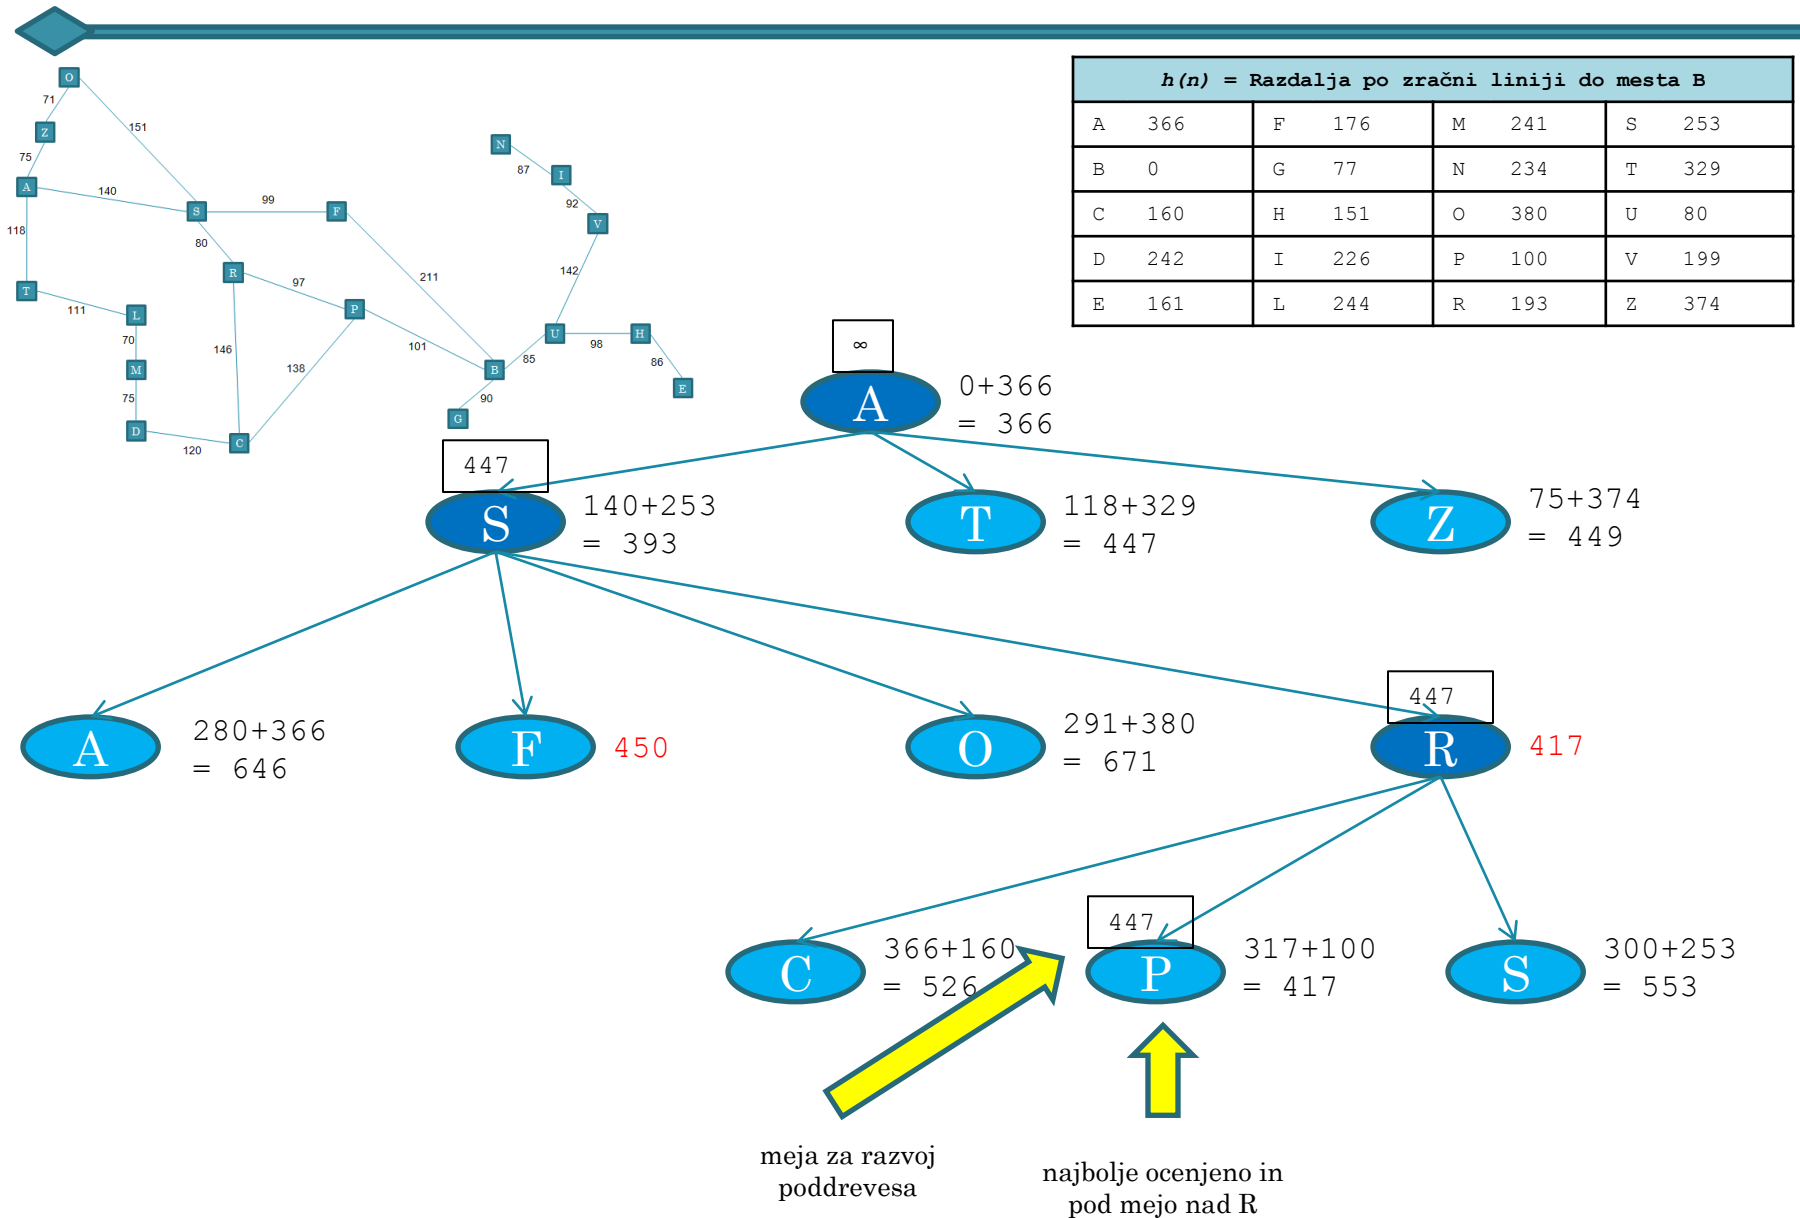 h(n) = Razdalja po zračni liniji do mesta B
A 366 F 176 M 241 S 253
B 0 G 77 N 234 T 329
C 160 H 151 O 380 U 80
D 242 I 226 P 100 V 199
E 161 L 244 R 193 Z 374
O
71
Z
151
75
A
140
S
99
F
118
80
R
97
211
T
111
L
P
70
146
101
M
138
75
D
120
C
N
87
I
92
V
142
U
98
H
85
86
B
E
90
G
∞
A
0+366
= 366
447
S
140+253
= 393
T
118+329
= 447
Z
75+374
= 449
A
280+366
= 646
F
450
O
291+380
= 671
447
R
417
C
366+160
= 526
447
P
317+100
= 417
S
300+253
= 553
meja za razvoj
poddrevesa
najbolje ocenjeno in
pod mejo nad R